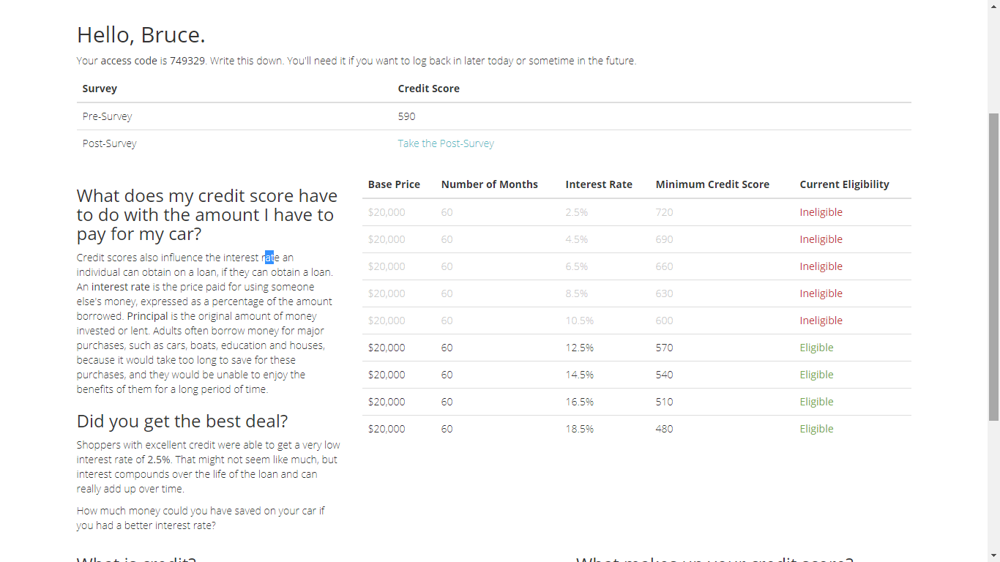 Hello, Bruce.
Your access code is 749329. Write this down. You'll need it if you want to log back in later today or sometime in the future.
Survey Credit Score
Pre-Survey 590
Post-Survey Take the Post-Survey
What does my credit score have
to do with the amount I have to
pay for my car?
Credit scores also influence the interest rate an
individual can obtain on a loan, if they can obtain a loan.
An interest rate is the price paid for using someone
else's money, expressed as a percentage of the amount
borrowed. Principal is the original amount of money
invested or lent. Adults often borrow money for major
purchases, such as cars, boats, education and houses,
because it would take too long to save for these
purchases, and they would be unable to enjoy the
benefits of them for a long period of time.
Did you get the best deal?
Shoppers with excellent credit were able to get a very low
interest rate of 2.5%. That might not seem like much, but
interest compounds over the life of the loan and can
really add up over time.
How much money could you have saved on your car if
you had a better interest rate?
Base Price Number of Months Interest Rate Minimum Credit Score Current Eligibility
$20,000 60 2.5% 720 Ineligible
$20,000 60 4.5% 690 Ineligible
$20,000 60 6.5% 660 Ineligible
$20,000 60 8.5% 630 Ineligible
$20,000 60 10.5% 600 Ineligible
$20,000 60 12.5% 570 Eligible
$20,000 60 14.5% 540 Eligible
$20,000 60 16.5% 510 Eligible
$20,000 60 18.5% 480 Eligible
What is credit?
What makes up your credit score?